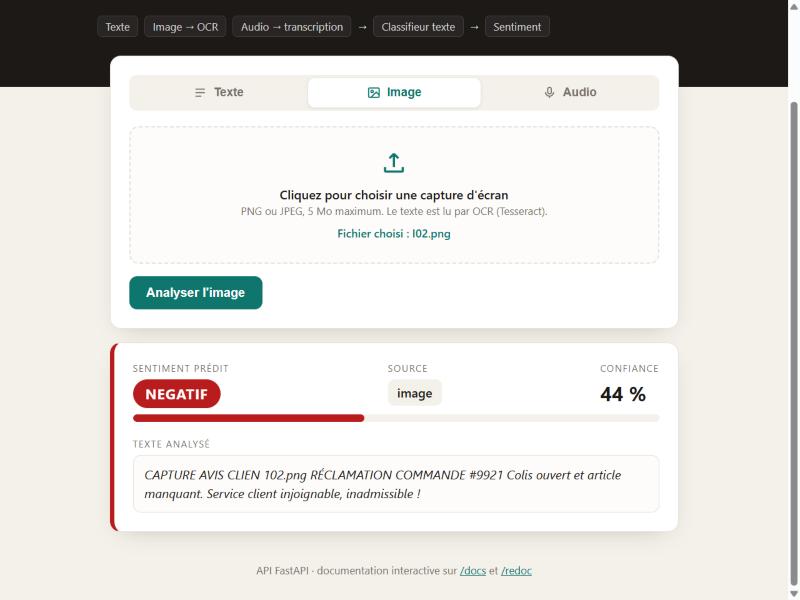 Texte Image → OCR Audio → transcription → Classifieur texte → Sentiment
Texte Image Audio
Cliquez pour choisir une capture d'écran
PNG ou JPEG, 5 Mo maximum. Le texte est lu par OCR (Tesseract).
Fichier choisi : I02.png
Analyser l'image
SENTIMENT PRÉDIT SOURCE CONFIANCE
NEGATIF image 44 %
TEXTE ANALYSÉ
CAPTURE AVIS CLIEN 102.png RÉCLAMATION COMMANDE #9921 Colis ouvert et article
manquant. Service client injoignable, inadmissible !
API FastAPI · documentation interactive sur /docs et /redoc